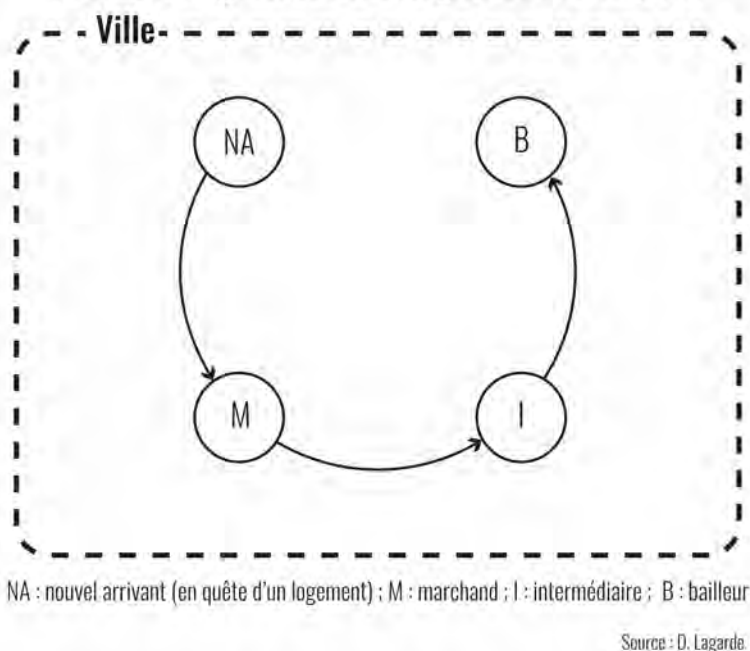 Ville
NA B
M I
NA : nouvel arrivant (en quête d'un logement) ; M : marchand ; I : intermédiaire ; B : bailleur
Source : D. Lagarde